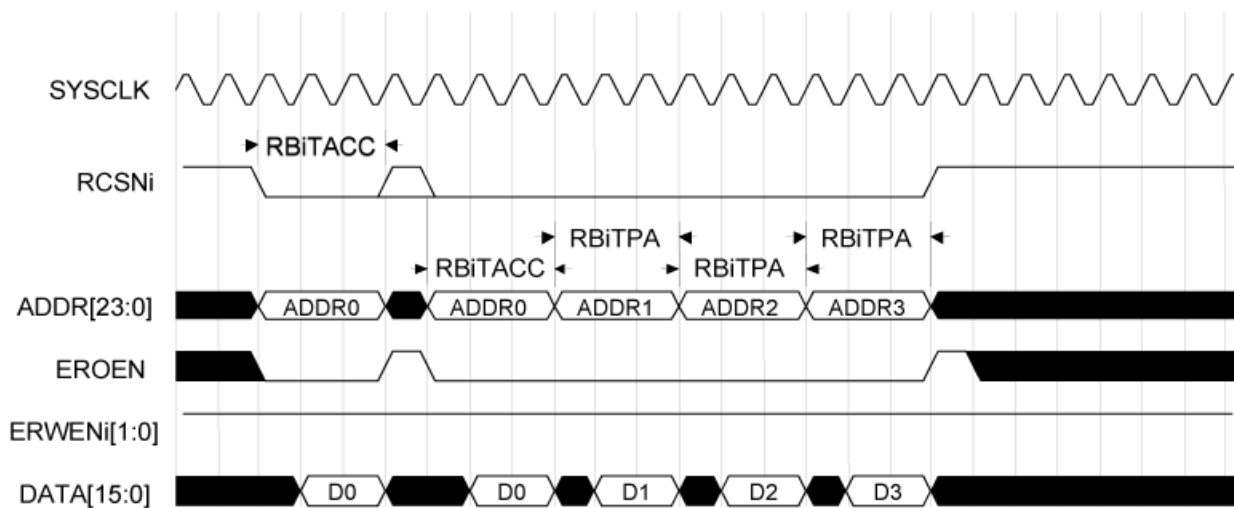 SYSCLK
RBiTACC
RCSNi
RBiTPA RBiTPA
RBiTACC RBiTPA
ADDR[23:0] ADDR0 ADDR0 ADDR1 ADDR2 ADDR3
EROEN
ERWENi[1:0]
DATA[15:0] D0 D0 D1 D2 D3